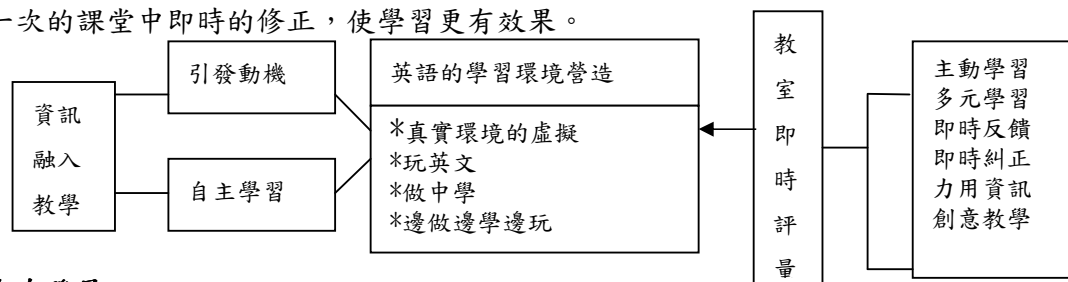 一次的課堂中即時的修正，使學習更有效果。
資訊
融入
教學
引發動機
自主學習
英語的學習環境營造
*真實環境的虛擬
*玩英文
*做中學
*邊做邊學邊玩
教
室
即
時
評
量
主動學習
多元學習
即時反饋
即時糾正
力用資訊
創意教學